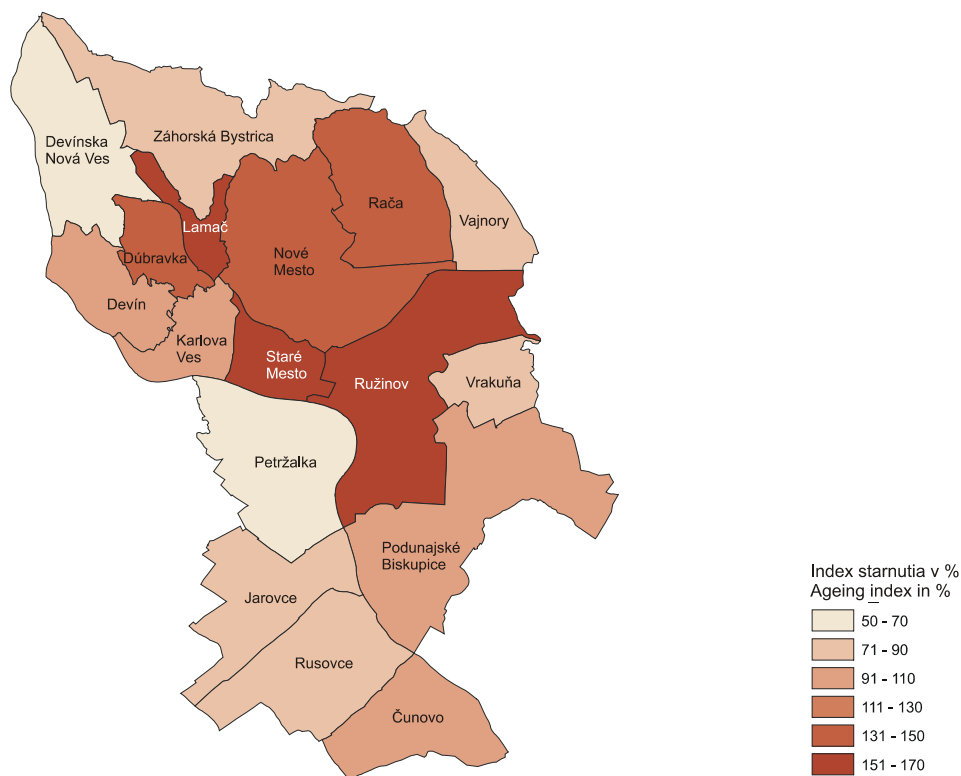 Devínska
Nová Ves
Záhorská Bystrica
Lamač
Rača
Vajnory
Nové
Mesto
Dúbravka
Devín
Karlova
Ves
Staré
Mesto
Ružinov
Vrakuňa
Petržalka
Podunajské
Biskupice
Jarovce
Rusovce
Čunovo
Index starnutia v %
Ageing index in %
50 - 70
71 - 90
91 - 110
111 - 130
131 - 150
151 - 170